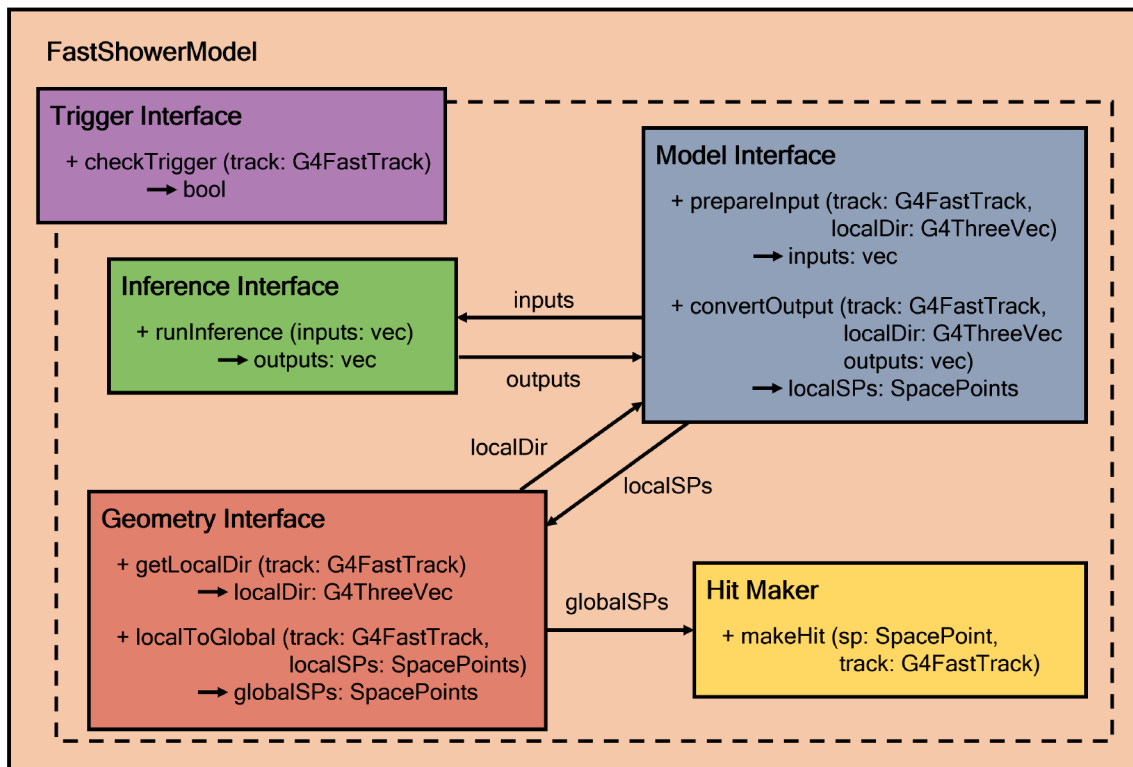 FastShowerModel
Trigger Interface
+ checkTrigger (track: G4FastTrack)
→ bool
Model Interface
+ prepareInput (track: G4FastTrack,
localDir: G4ThreeVec)
→ inputs: vec
+ convertOutput (track: G4FastTrack,
localDir: G4ThreeVec
outputs: vec)
→ localSPs: SpacePoints
Inference Interface
+ runInference (inputs: vec)
→ outputs: vec
inputs
outputs
localDir
localSPs
Geometry Interface
+ getLocalDir (track: G4FastTrack)
→ localDir: G4ThreeVec
+ localToGlobal (track: G4FastTrack,
localSPs: SpacePoints)
→ globalSPs: SpacePoints
globalSPs
Hit Maker
+ makeHit (sp: SpacePoint,
track: G4FastTrack)